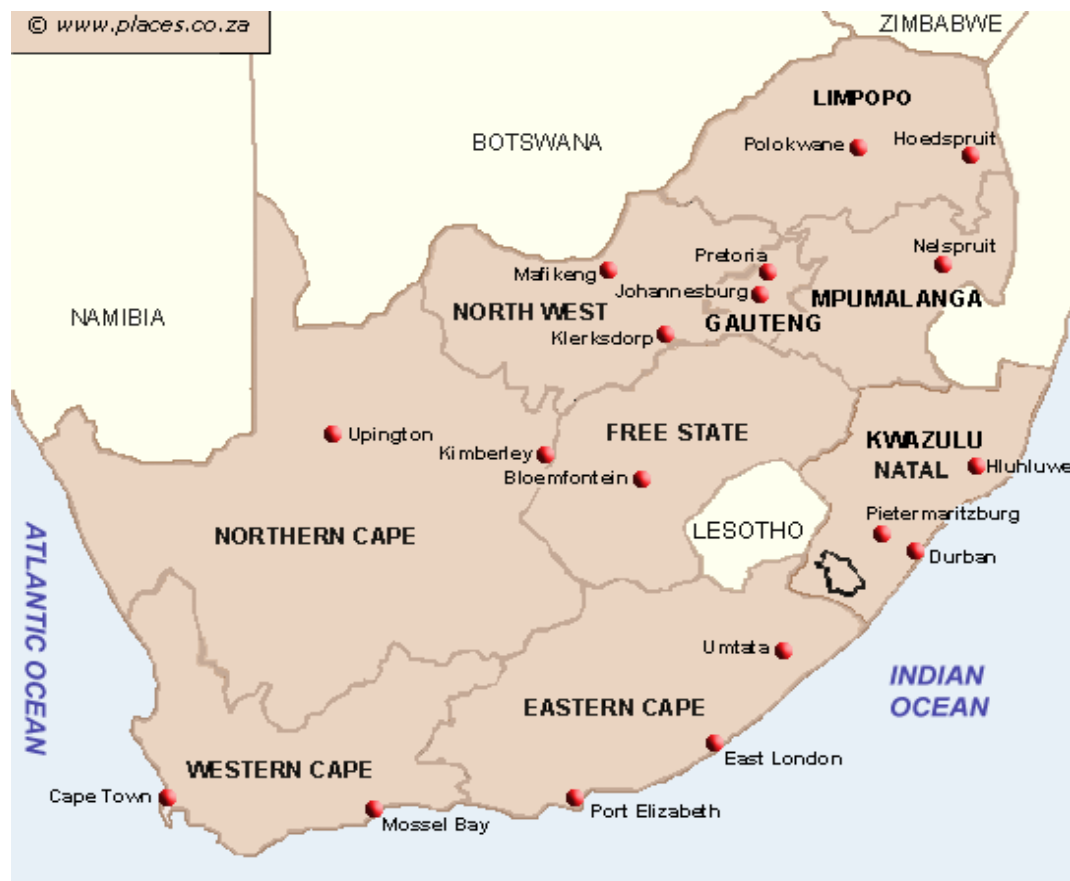 © www.places.co.za
ZIMBABWE
LIMPOPO
BOTSWANA
Polokwane
Hoedspruit
Pretoria
Nelspruit
Mafikeng
Johannesburg
MPUMALANGA
NAMIBIA
NORTH WEST
GAUTENG
Klerksdorp
Upington
FREE STATE
KWAZULU
NATAL
Kimberley
Hluhluwe
Bloemfontein
Pietermaritzburg
NORTHERN CAPE
LESOTHO
Durban
ATLANTIC OCEAN
Umtata
INDIAN
OCEAN
EASTERN CAPE
East London
WESTERN CAPE
Cape Town
Mossel Bay
Port Elizabeth